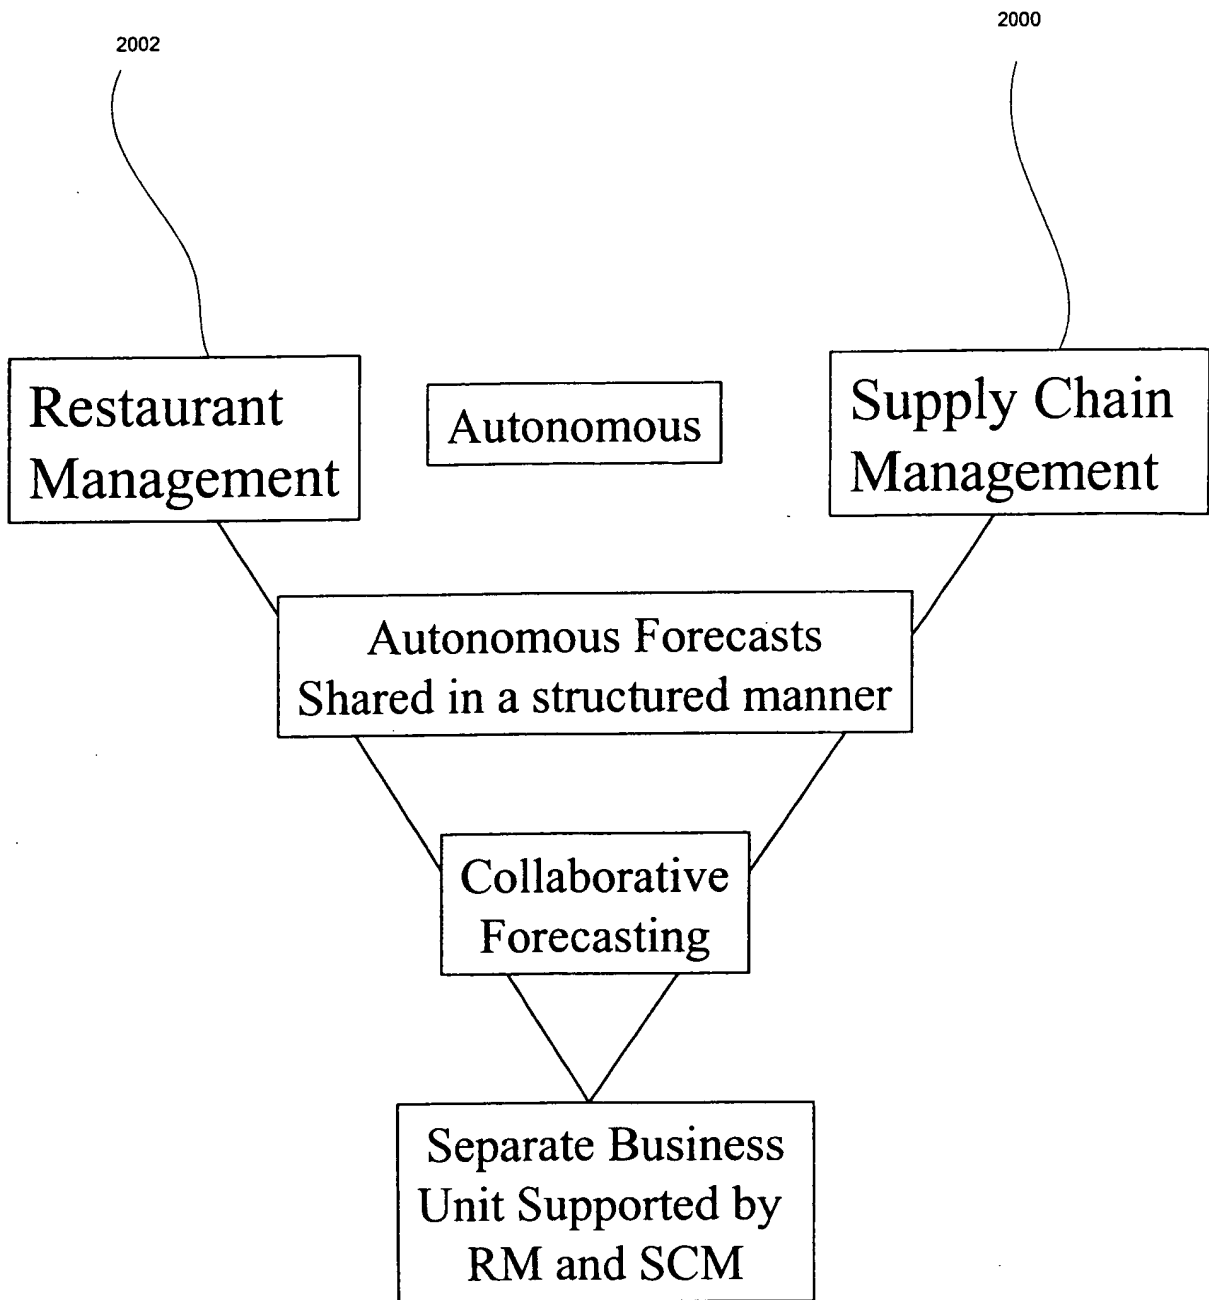 2002
2000
Restaurant
Management
Autonomous
Supply Chain
Management
Autonomous Forecasts
Shared in a structured manner
Collaborative
Forecasting
Separate Business
Unit Supported by
RM and SCM